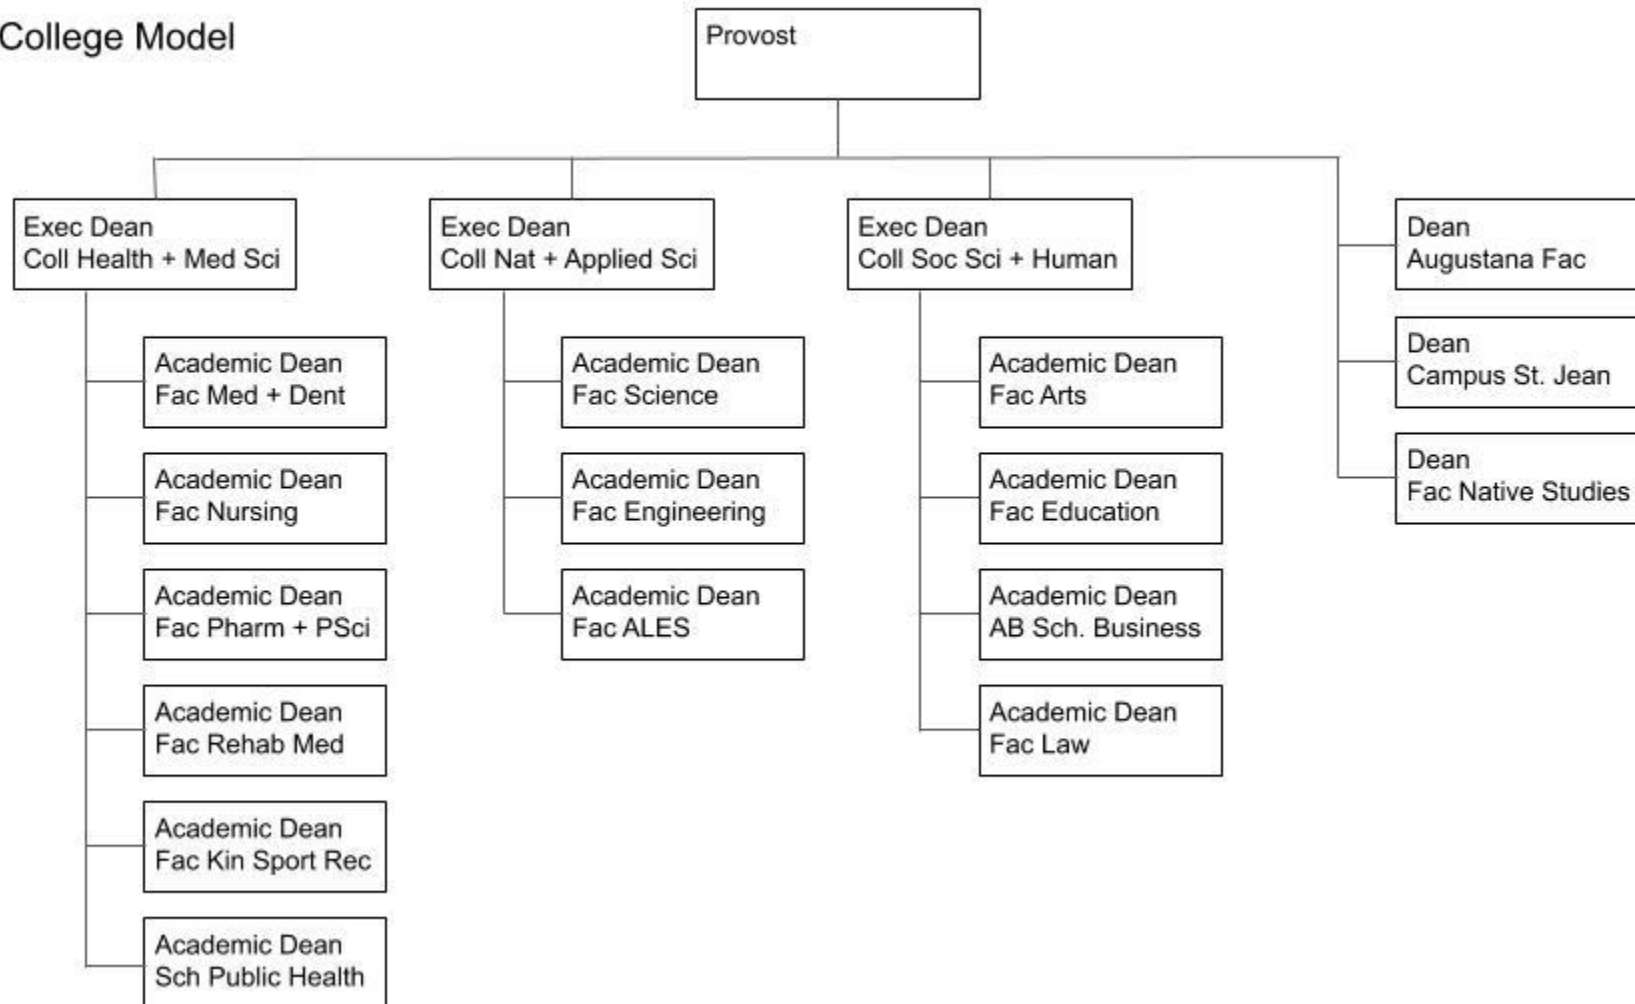 College Model
Provost
Exec Dean
Coll Health + Med Sci
Academic Dean
Fac Med + Dent
Academic Dean
Fac Nursing
Academic Dean
Fac Pharm + PSci
Academic Dean
Fac Rehab Med
Academic Dean
Fac Kin Sport Rec
Academic Dean
Sch Public Health
Exec Dean
Coll Nat + Applied Sci
Academic Dean
Fac Science
Academic Dean
Fac Engineering
Academic Dean
Fac ALES
Exec Dean
Coll Soc Sci + Human
Academic Dean
Fac Arts
Academic Dean
Fac Education
Academic Dean
AB Sch. Business
Academic Dean
Fac Law
Dean
Augustana Fac
Dean
Campus St. Jean
Dean
Fac Native Studies